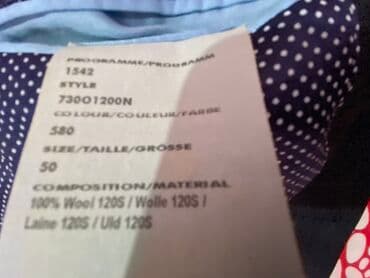 PROGRAMME/PROGRAMM
1542
STYLE
730O1200N
COLOUR/COULEUR/FARBE
580
SIZE/TAILLE/GRÖSSE
50
COMPOSITION/MATERIAL
100% Wool 120S / Wolle 120S /
Laine 120S / Uld 120S